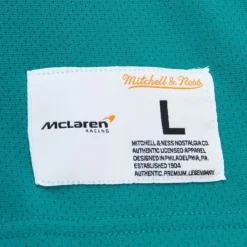 Mitchell & Ness
McLaren
RACING
L
MITCHELL & NESS NOSTALGIA CO.
AUTHENTIC LICENSED APPAREL
DESIGNED IN PHILADELPHIA, PA.
ESTABLISHED 1904
AUTHENTIC. PREMIUM. LEGENDARY.